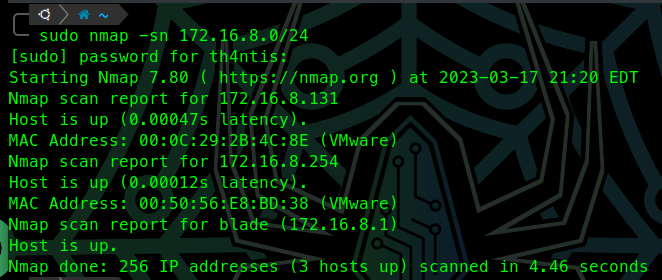 ~
sudo nmap -sn 172.16.8.0/24
[sudo] password for th4ntis:
Starting Nmap 7.80 ( https://nmap.org ) at 2023-03-17 21:20 EDT
Nmap scan report for 172.16.8.131
Host is up (0.00047s latency).
MAC Address: 00:0C:29:2B:4C:8E (VMware)
Nmap scan report for 172.16.8.254
Host is up (0.00012s latency).
MAC Address: 00:50:56:E8:BD:38 (VMware)
Nmap scan report for blade (172.16.8.1)
Host is up.
Nmap done: 256 IP addresses (3 hosts up) scanned in 4.46 seconds